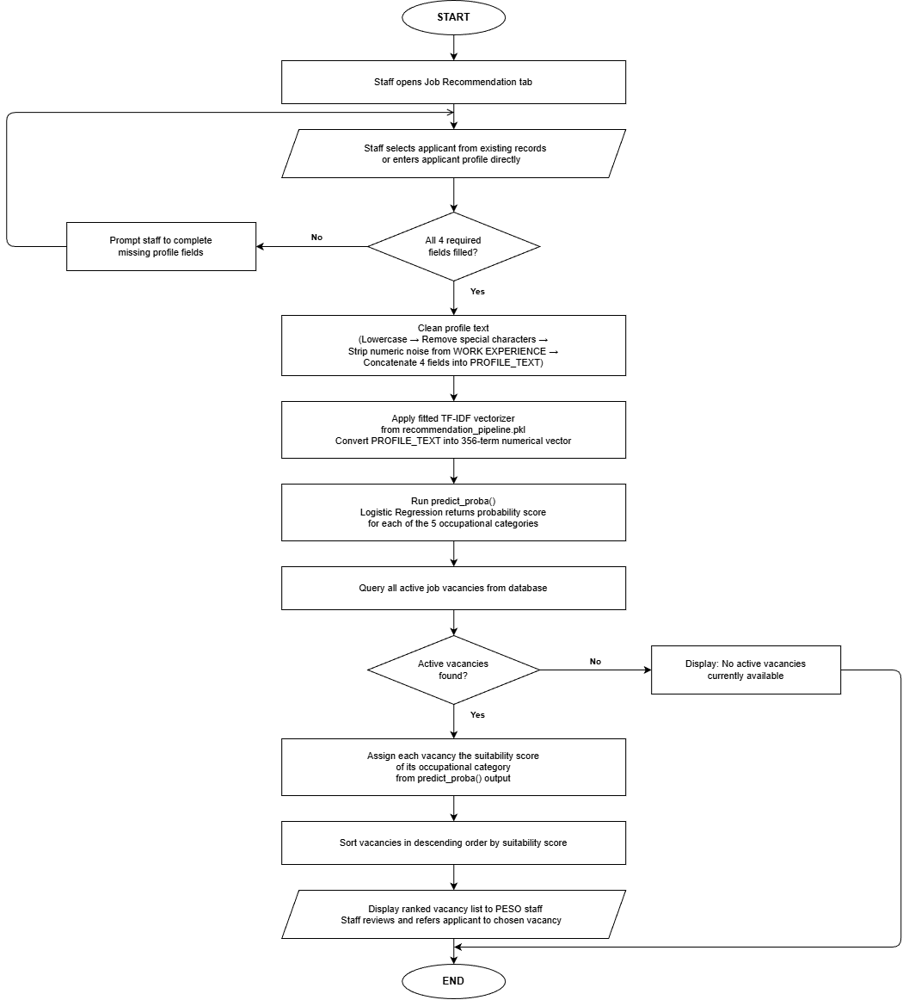 START
Staff opens Job Recommendation tab
Staff selects applicant from existing records
or enters applicant profile directly
All 4 required
fields filled?
No
Prompt staff to complete
missing profile fields
Yes
Clean profile text
(Lowercase → Remove special characters →
Strip numeric noise from WORK EXPERIENCE →
Concatenate 4 fields into PROFILE_TEXT)
Apply fitted TF-IDF vectorizer
from recommendation_pipeline.pkl
Convert PROFILE_TEXT into 356-term numerical vector
Run predict_proba()
Logistic Regression returns probability score
for each of the 5 occupational categories
Query all active job vacancies from database
Active vacancies
found?
No
Display: No active vacancies
currently available
Yes
Assign each vacancy the suitability score
of its occupational category
from predict_proba() output
Sort vacancies in descending order by suitability score
Display ranked vacancy list to PESO staff
Staff reviews and refers applicant to chosen vacancy
END